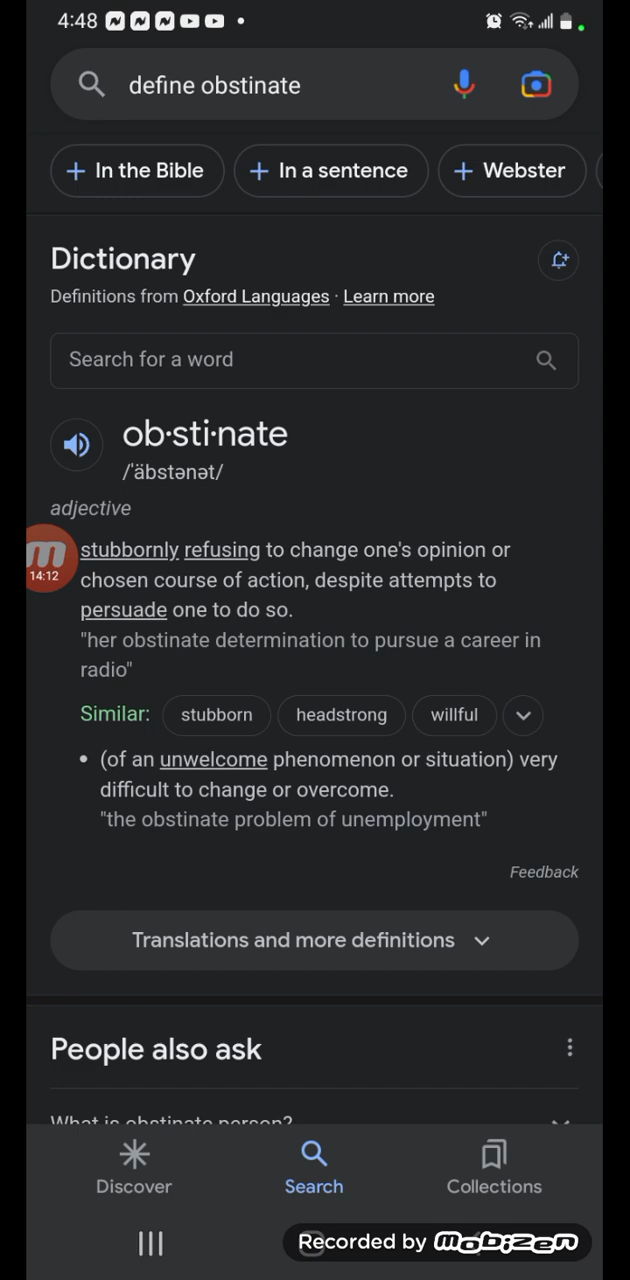 4:48
define obstinate
In the Bible
In a sentence
Webster
Dictionary
Definitions from Oxford Languages · Learn more
Search for a word
ob·sti·nate
/ˈäbstənət/
adjective
stubbornly refusing to change one's opinion or
chosen course of action, despite attempts to
persuade one to do so.
"her obstinate determination to pursue a career in
radio"
m
14:12
Similar: stubborn headstrong willful
• (of an unwelcome phenomenon or situation) very
difficult to change or overcome.
"the obstinate problem of unemployment"
Feedback
Translations and more definitions
People also ask
What is obstinate person?
Discover
Search
Collections
Recorded by mobizen